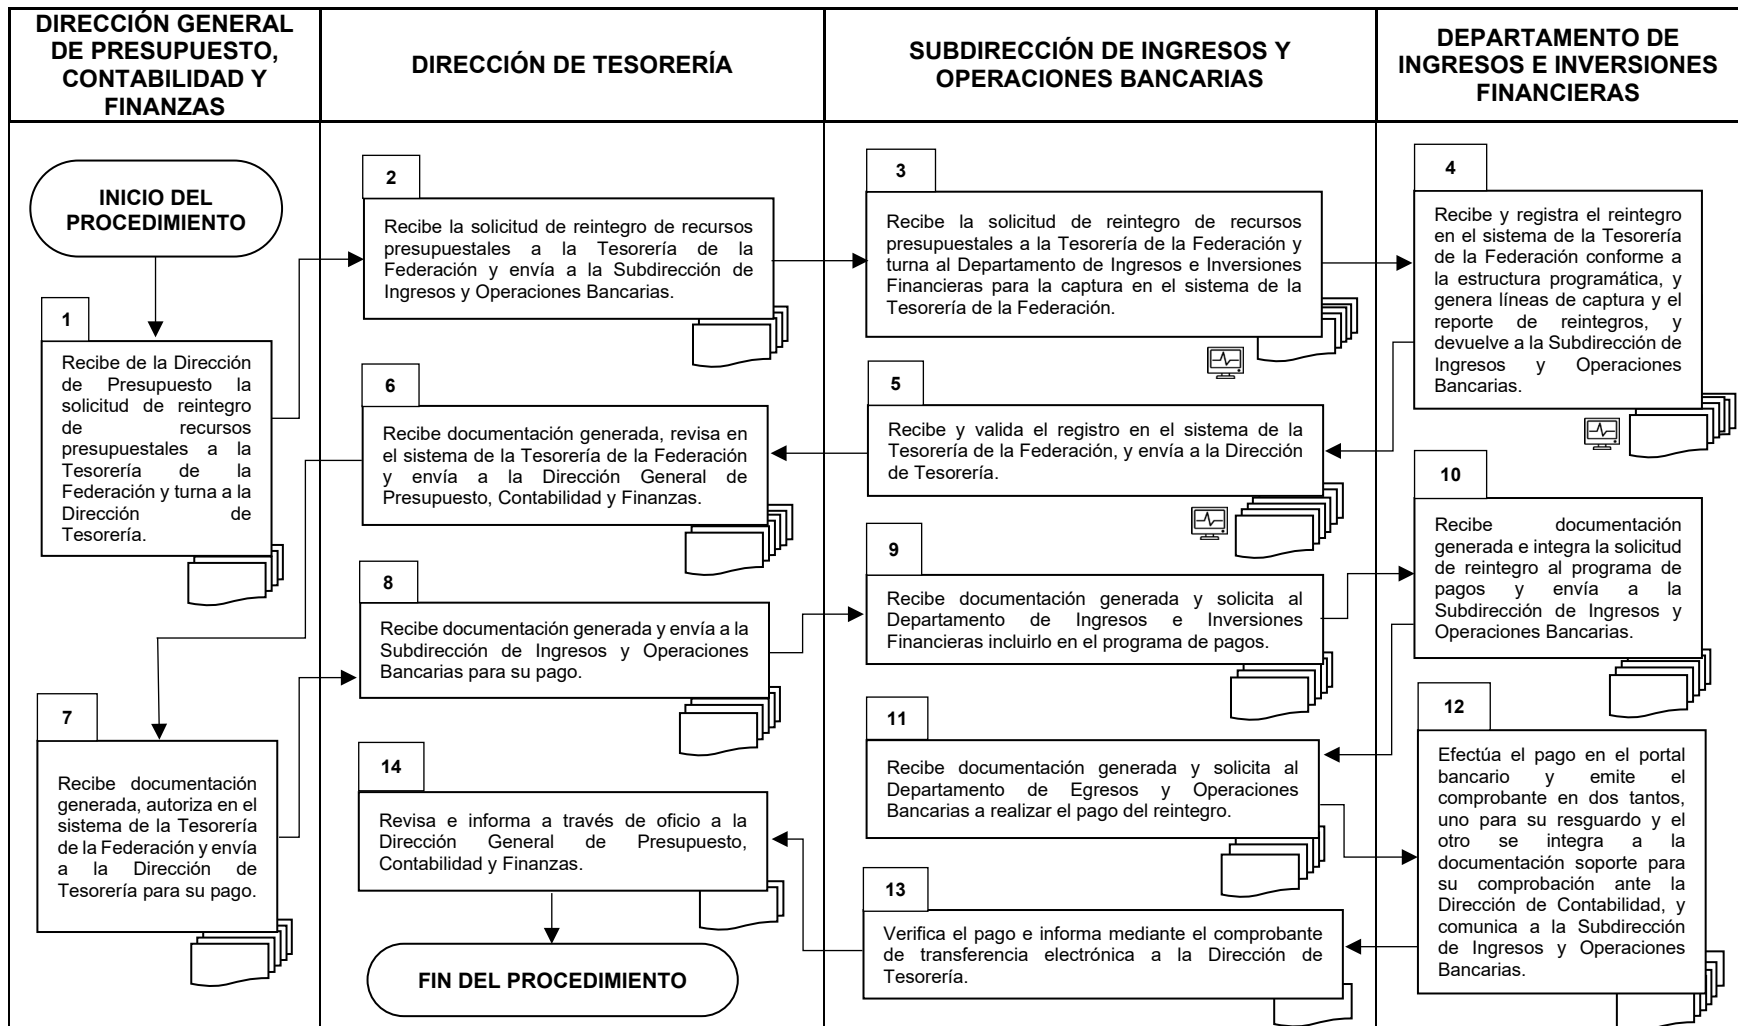 DIRECCIÓN GENERAL
DE PRESUPUESTO,
CONTABILIDAD Y
FINANZAS
DIRECCIÓN DE TESORERÍA
SUBDIRECCIÓN DE INGRESOS Y
OPERACIONES BANCARIAS
DEPARTAMENTO DE
INGRESOS E INVERSIONES
FINANCIERAS
INICIO DEL
PROCEDIMIENTO
1
Recibe de la Dirección
de Presupuesto la
solicitud de reintegro
de recursos
presupuestales a la
Tesorería de la
Federación y turna a la
Dirección de
Tesorería.
2
Recibe la solicitud de reintegro de recursos
presupuestales a la Tesorería de la
Federación y envía a la Subdirección de
Ingresos y Operaciones Bancarias.
3
Recibe la solicitud de reintegro de recursos
presupuestales a la Tesorería de la Federación y
turna al Departamento de Ingresos e Inversiones
Financieras para la captura en el sistema de la
Tesorería de la Federación.
4
Recibe y registra el reintegro
en el sistema de la Tesorería
de la Federación conforme a
la estructura programática, y
genera líneas de captura y el
reporte de reintegros, y
devuelve a la Subdirección de
Ingresos y Operaciones
Bancarias.
5
Recibe y valida el registro en el sistema de la
Tesorería de la Federación, y envía a la Dirección
de Tesorería.
6
Recibe documentación generada, revisa en
el sistema de la Tesorería de la Federación
y envía a la Dirección General de
Presupuesto, Contabilidad y Finanzas.
7
Recibe documentación
generada, autoriza en el
sistema de la Tesorería
de la Federación y envía
a la Dirección de
Tesorería para su pago.
8
Recibe documentación generada y envía a la
Subdirección de Ingresos y Operaciones
Bancarias para su pago.
9
Recibe documentación generada y solicita al
Departamento de Ingresos e Inversiones
Financieras incluirlo en el programa de pagos.
10
Recibe documentación
generada e integra la solicitud
de reintegro al programa de
pagos y envía a la
Subdirección de Ingresos y
Operaciones Bancarias.
11
Recibe documentación generada y solicita al
Departamento de Egresos y Operaciones
Bancarias a realizar el pago del reintegro.
12
Efectúa el pago en el portal
bancario y emite el
comprobante en dos tantos,
uno para su resguardo y el
otro se integra a la
documentación soporte para
su comprobación ante la
Dirección de Contabilidad, y
comunica a la Subdirección
de Ingresos y Operaciones
Bancarias.
13
Verifica el pago e informa mediante el comprobante
de transferencia electrónica a la Dirección de
Tesorería.
14
Revisa e informa a través de oficio a la
Dirección General de Presupuesto,
Contabilidad y Finanzas.
FIN DEL PROCEDIMIENTO